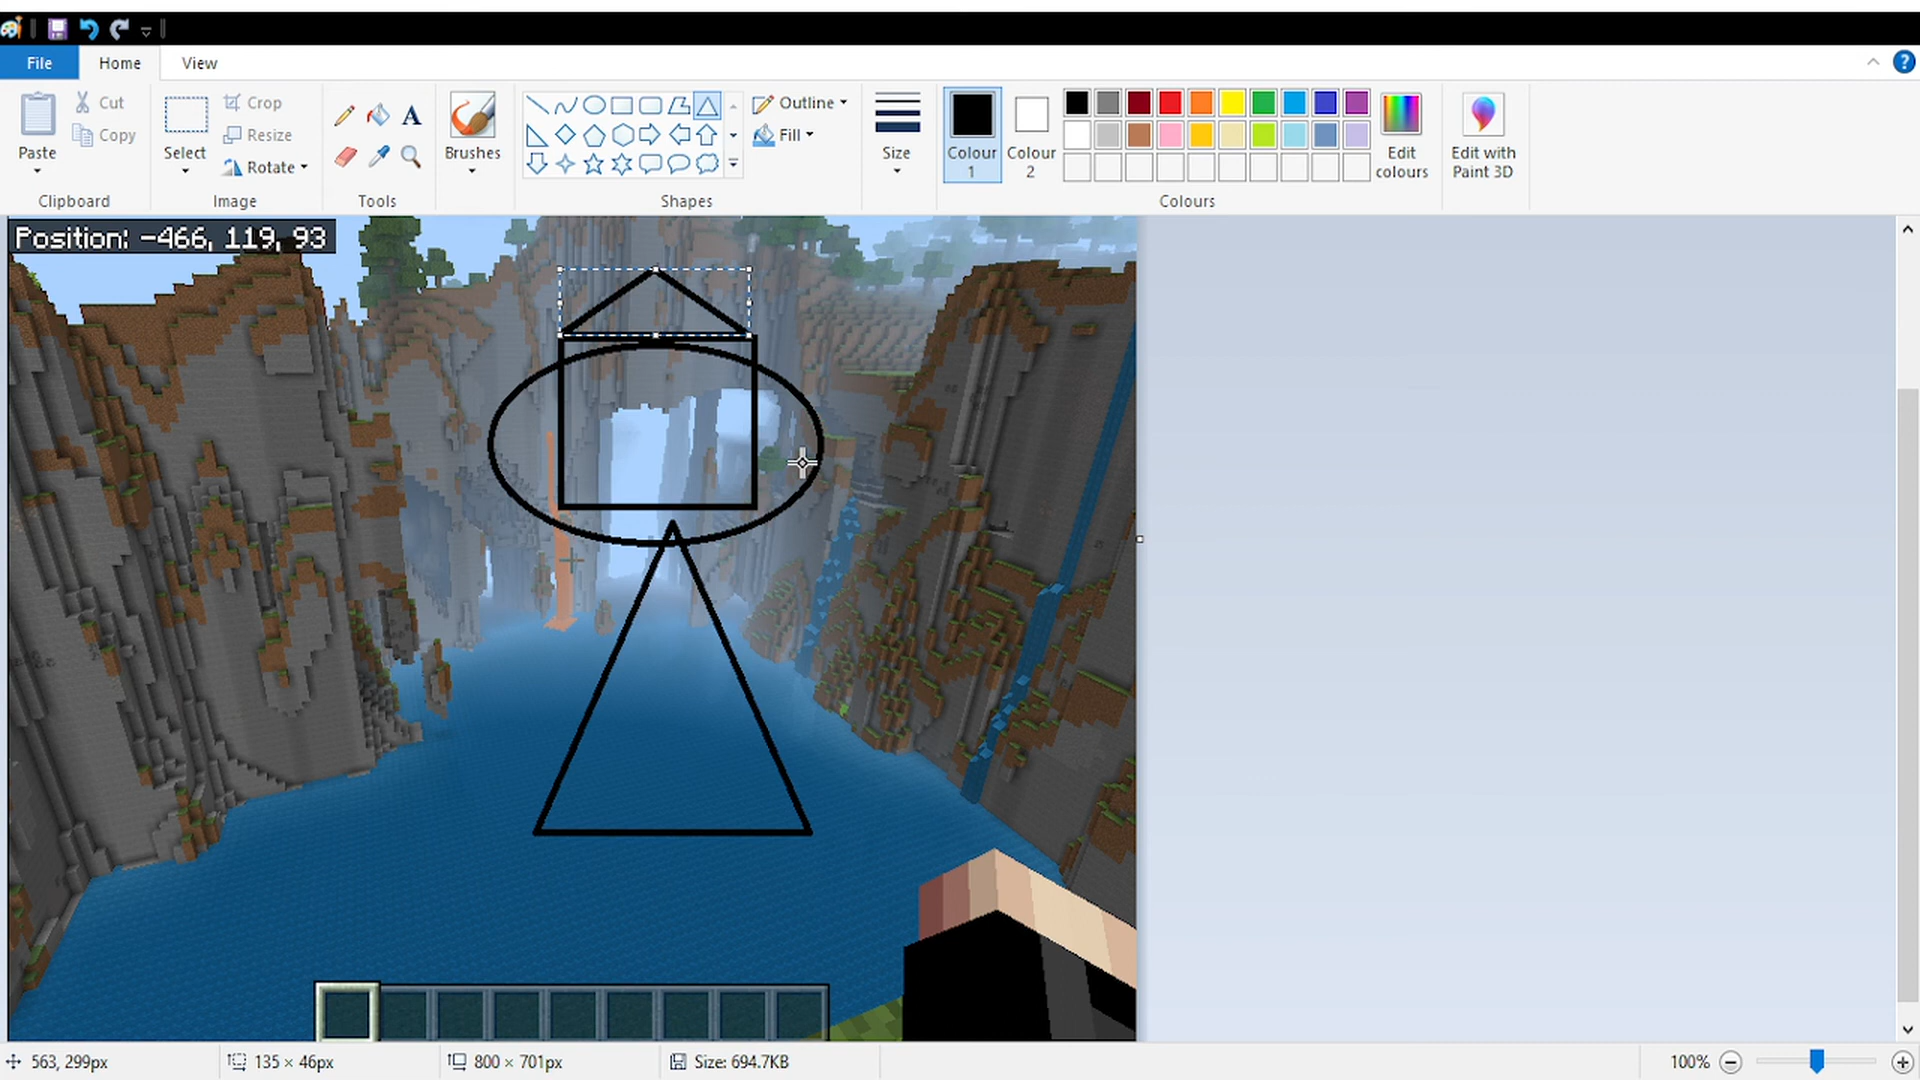 File Home View
Cut
Copy
Paste
Clipboard
Select
Crop
Resize
Rotate
Image
A
Tools
Brushes
Shapes
Outline
Fill
Size
Colour 1
Colour 2
Colours
Edit colours
Edit with Paint 3D
?
Position: -466, 119, 93
563, 299px
135 × 46px
800 × 701px
Size: 694.7KB
100%